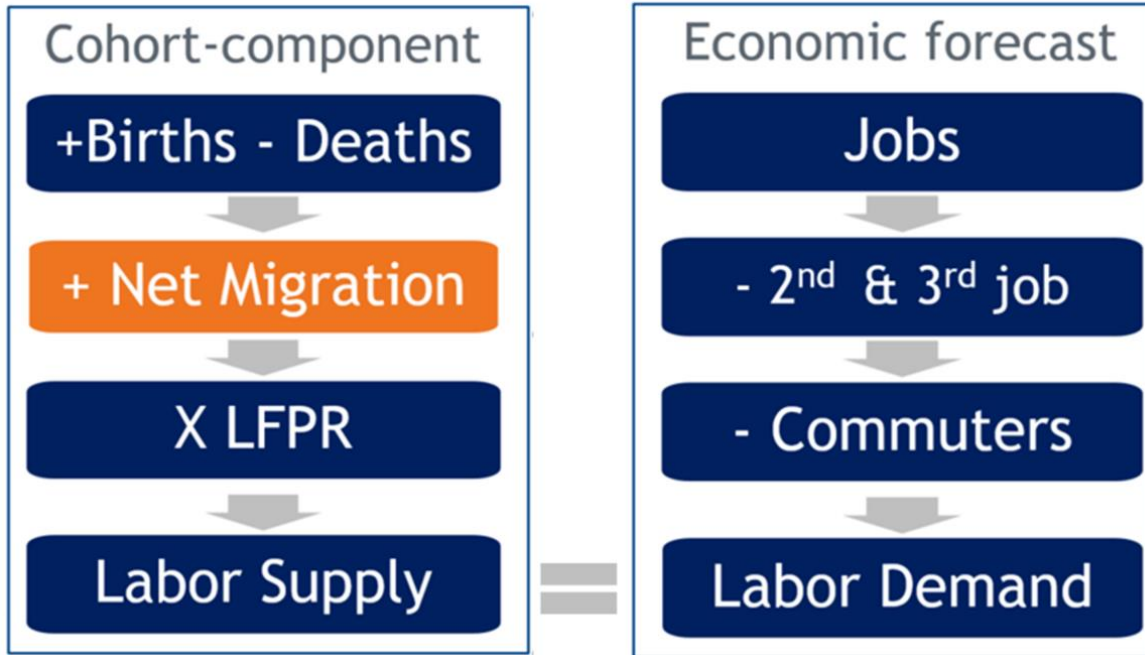 Cohort-component
+Births - Deaths
+ Net Migration
X LFPR
Labor Supply
=
Economic forecast
Jobs
- 2nd & 3rd job
- Commuters
Labor Demand